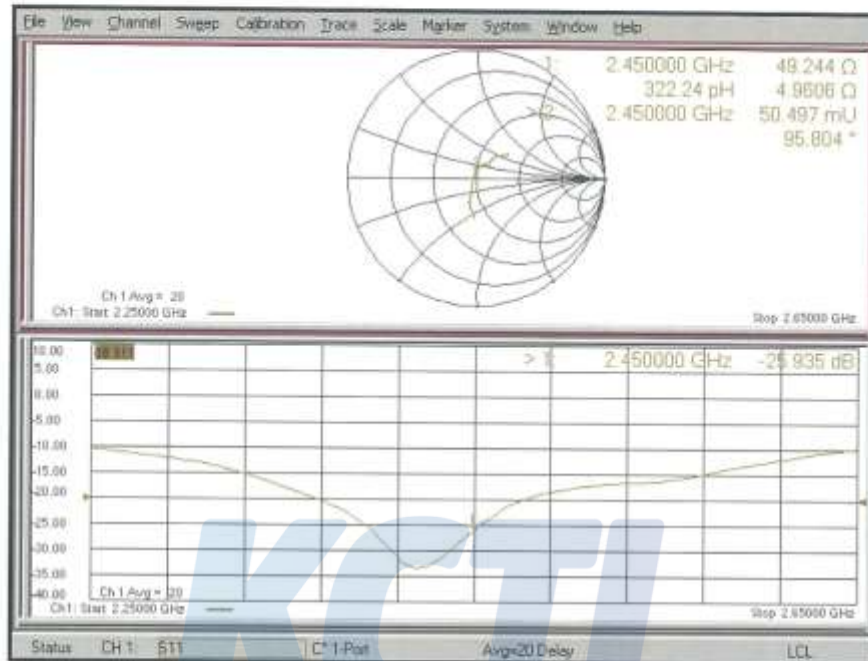 File View Channel Sweep Calibration Trace Scale Marker System Window Help
1: 2.450000 GHz 49.244 Ω
322.24 pH 4.9606 Ω
>2: 2.450000 GHz 50.497 mU
95.804 °
Ch 1 Avg = 20
Ch1: Start 2.25000 GHz
Stop 2.65000 GHz
10.00
> 1: 2.450000 GHz -25.935 dB
5.00
0.00
-5.00
-10.00
-15.00
-20.00
-25.00
-30.00
-35.00
-40.00
Ch 1 Avg = 20
Ch1: Start 2.25000 GHz
Stop 2.65000 GHz
KCTL
Status CH 1: S11 C* 1-Port Avg=20 Delay LCL